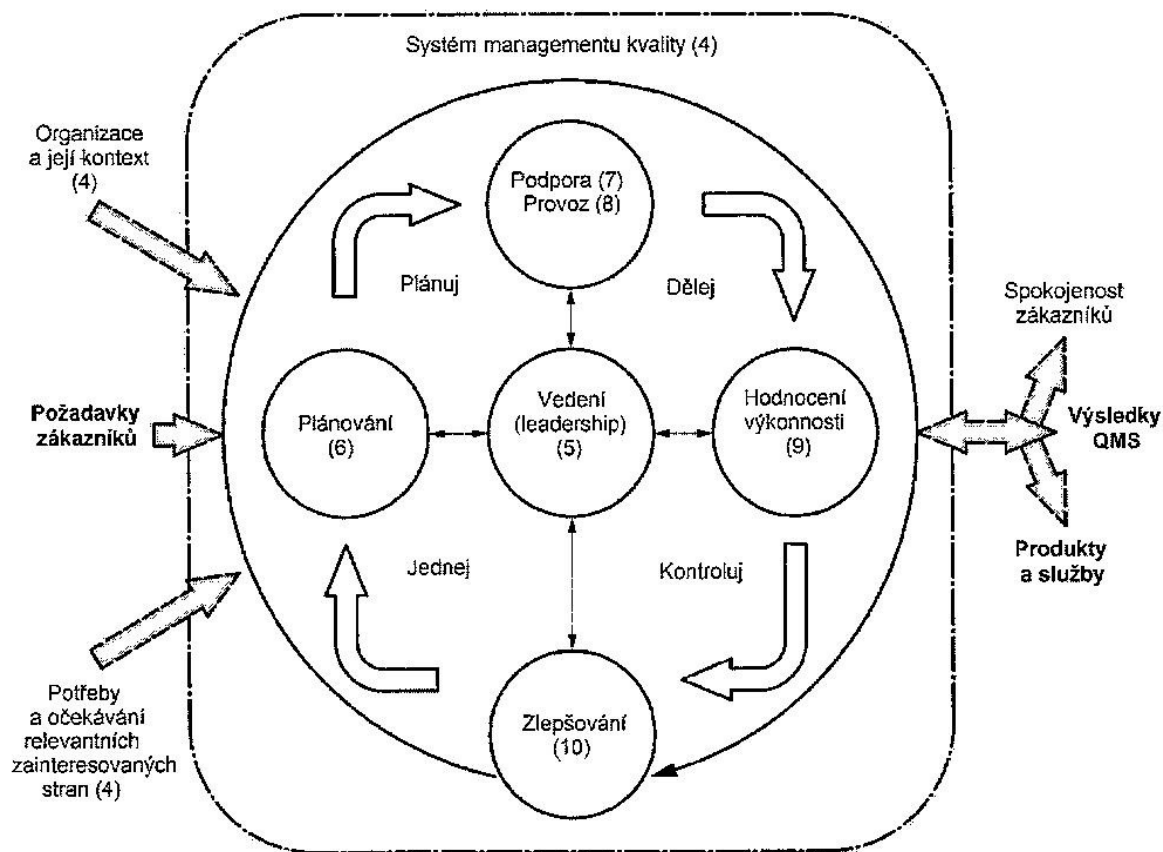 Systém managementu kvality (4)
Organizace
a její kontext
(4)
Podpora (7)
Provoz (8)
Plánuj
Dělej
Spokojenost
zákazníků
Požadavky
zákazníků
Plánování
(6)
Vedení
(leadership)
(5)
Hodnocení
výkonnosti
(9)
Výsledky
QMS
Jednej
Kontroluj
Produkty
a služby
Potřeby
a očekávání
relevantních
zainteresovaných
stran (4)
Zlepšování
(10)